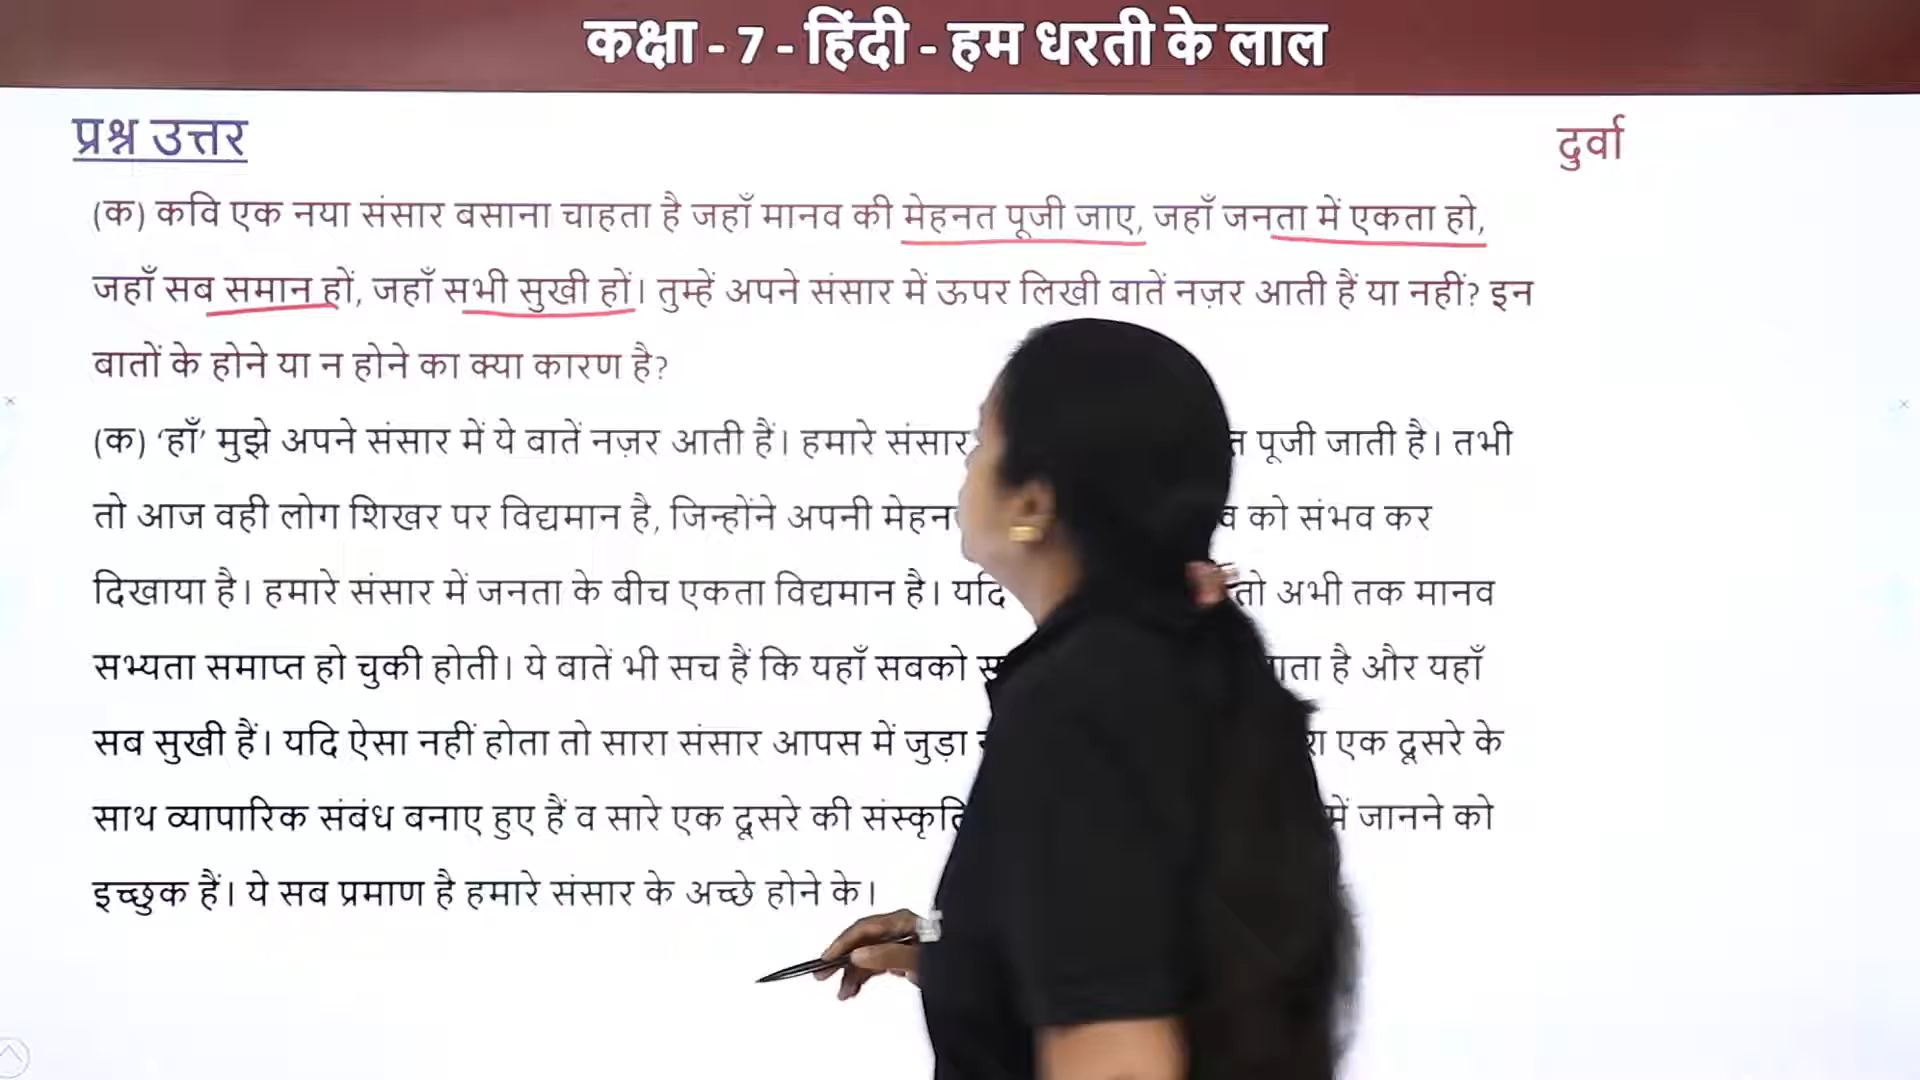 कक्षा - 7 - हिंदी - हम धरती के लाल
प्रश्न उत्तर
दुर्वा
(क) कवि एक नया संसार बसाना चाहता है जहाँ मानव की मेहनत पूजी जाए, जहाँ जनता में एकता हो,
जहाँ सब समान हों, जहाँ सभी सुखी हों। तुम्हें अपने संसार में ऊपर लिखी बातें नज़र आती हैं या नहीं? इन
बातों के होने या न होने का क्या कारण है?
(क) ‘हाँ’ मुझे अपने संसार में ये बातें नज़र आती हैं। हमारे संसार पूजी जाती है। तभी
तो आज वही लोग शिखर पर विद्यमान है, जिन्होंने अपनी को संभव कर
दिखाया है। हमारे संसार में जनता के बीच एकता विद्यमान है। यदि तो अभी तक मानव
सभ्यता समाप्त हो चुकी होती। ये बातें भी सच हैं कि यहाँ सबको है और यहाँ
सब सुखी हैं। यदि ऐसा नहीं होता तो सारा संसार आपस में जुड़ा एक दूसरे के
साथ व्यापारिक संबंध बनाए हुए हैं व सारे एक दूसरे की में जानने को
इच्छुक हैं। ये सब प्रमाण है हमारे संसार के अच्छे होने के।